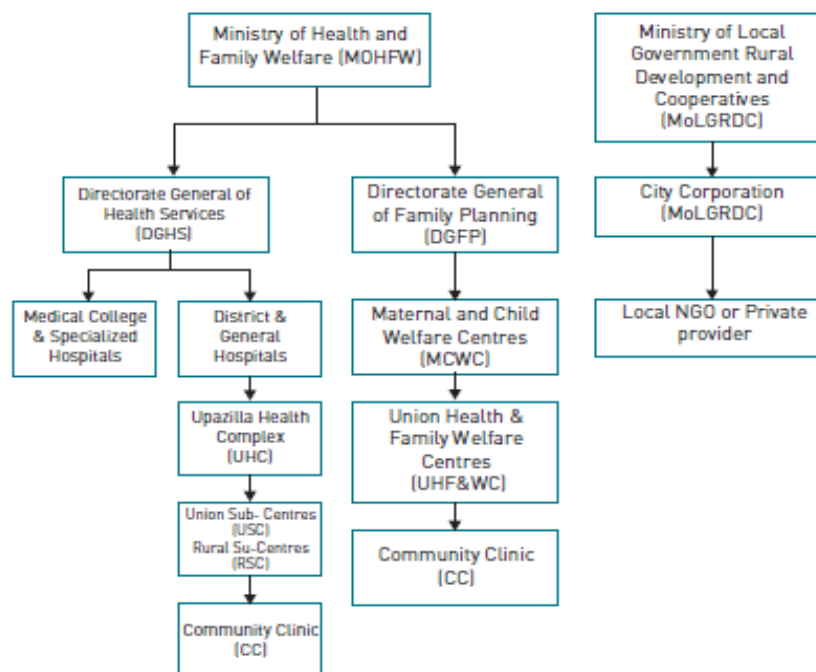 Ministry of Health and
Family Welfare (MOHFW)
Ministry of Local
Government Rural
Development and
Cooperatives
(MoLGRDC)
Directorate General of
Health Services
(DGHS)
Directorate General
of Family Planning
(DGFP)
City Corporation
(MoLGRDC)
Medical College
& Specialized
Hospitals
District &
General
Hospitals
Maternal and Child
Welfare Centres
(MCWC)
Local NGO or Private
provider
Upazilla Health
Complex
(UHC)
Union Health &
Family Welfare
Centres
(UHF&WC)
Union Sub- Centres
(USC)
Rural Su-Centres
(RSC)
Community Clinic
(CC)
Community Clinic
(CC)